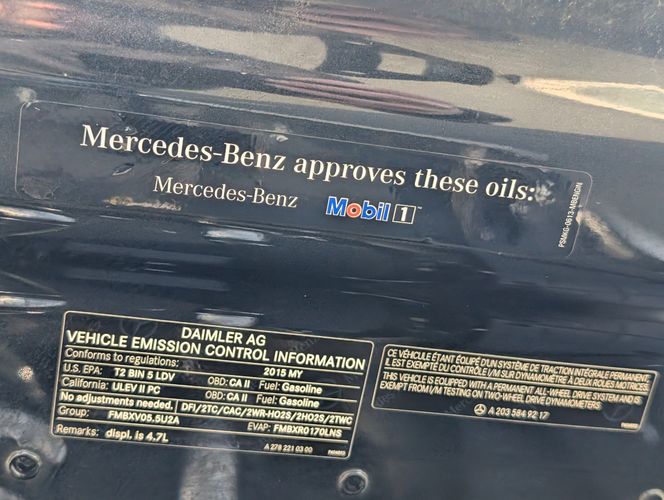 Mercedes-Benz approves these oils:
Mercedes-Benz Mobil 1™
PSMKG-0613-MBENGIN
DAIMLER AG
VEHICLE EMISSION CONTROL INFORMATION
Conforms to regulations: 2015 MY
U.S. EPA: T2 BIN 5 LDV OBD: CA II Fuel: Gasoline
California: ULEV II PC OBD: CA II Fuel: Gasoline
No adjustments needed. DFI/2TC/CAC/2WR-HO2S/2HO2S/2TWC
Group: FMBXV05.5U2A EVAP: FMBXR0170LNS
Remarks: displ. is 4.7L A 278 221 03 00
CE VÉHICULE ÉTANT ÉQUIPÉ D'UN SYSTÈME DE TRACTION INTÉGRALE PERMANENTE
IL EST EXEMPTÉ DU CONTRÔLE I/M SUR DYNAMOMÈTRE À DEUX ROUES MOTRICES.
THIS VEHICLE IS EQUIPPED WITH A PERMANENT ALL-WHEEL DRIVE SYSTEM AND IS
EXEMPT FROM I/M TESTING ON TWO-WHEEL DRIVE DYNAMOMETERS
A 203 584 92 17